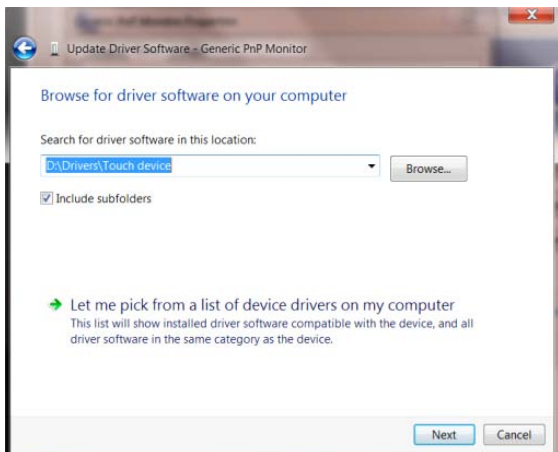 Update Driver Software - Generic PnP Monitor
Browse for driver software on your computer
Search for driver software in this location:
D:\Drivers\Touch device
Browse...
Include subfolders
Let me pick from a list of device drivers on my computer
This list will show installed driver software compatible with the device, and all
driver software in the same category as the device.
Next
Cancel